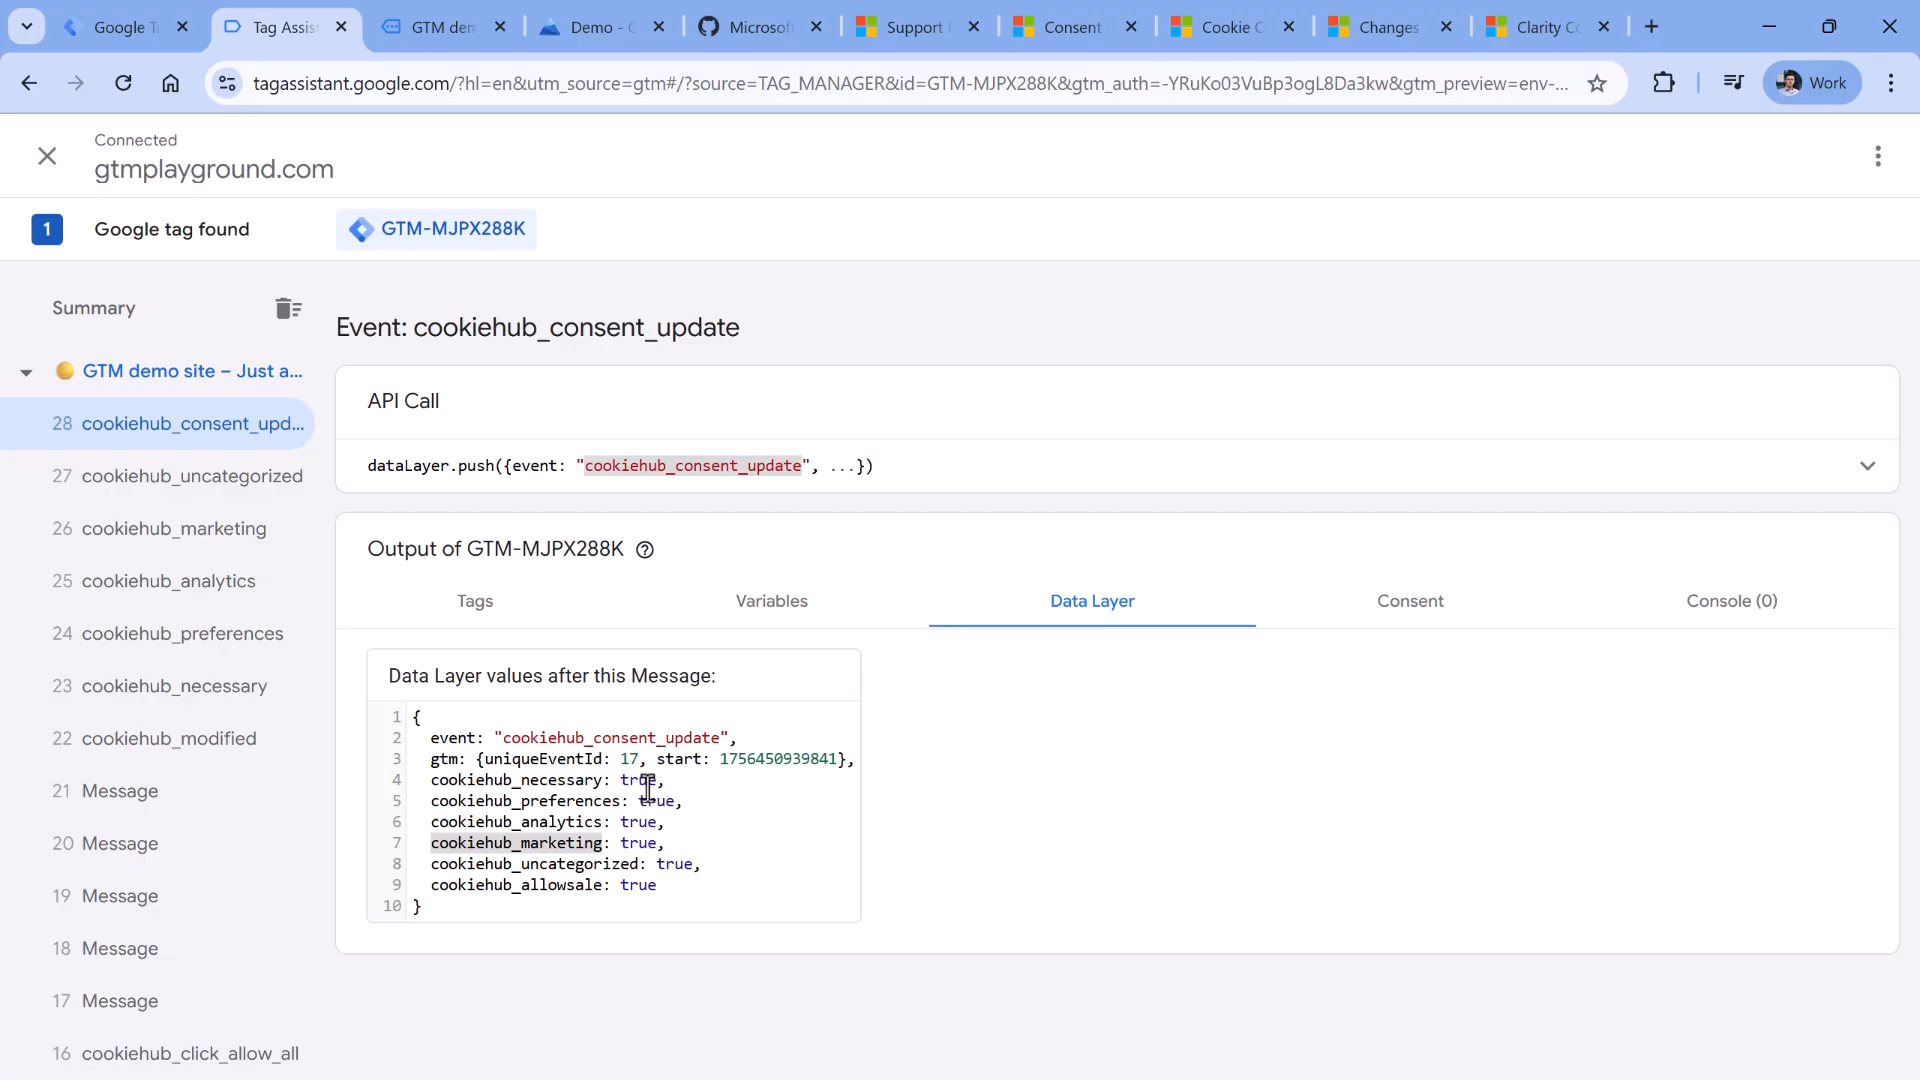 Google Ta
Tag Assis
GTM dem
Demo - C
Microsof
Support f
Consent
Cookie C
Changes
Clarity Co
tagassistant.google.com/?hl=en&utm_source=gtm#/?source=TAG_MANAGER&id=GTM-MJPX288K&gtm_auth=-YRuKo03VuBp3ogL8Da3kw&gtm_preview=env-...
Work
Connected
gtmplayground.com
1 Google tag found GTM-MJPX288K
Summary
GTM demo site – Just a...
28 cookiehub_consent_upd...
27 cookiehub_uncategorized
26 cookiehub_marketing
25 cookiehub_analytics
24 cookiehub_preferences
23 cookiehub_necessary
22 cookiehub_modified
21 Message
20 Message
19 Message
18 Message
17 Message
16 cookiehub_click_allow_all
Event: cookiehub_consent_update
API Call
dataLayer.push({event: "cookiehub_consent_update", ...})
Output of GTM-MJPX288K
Tags Variables Data Layer Consent Console (0)
Data Layer values after this Message:
1 {
2 event: "cookiehub_consent_update",
3 gtm: {uniqueEventId: 17, start: 1756450939841},
4 cookiehub_necessary: true,
5 cookiehub_preferences: true,
6 cookiehub_analytics: true,
7 cookiehub_marketing: true,
8 cookiehub_uncategorized: true,
9 cookiehub_allowsale: true
10 }